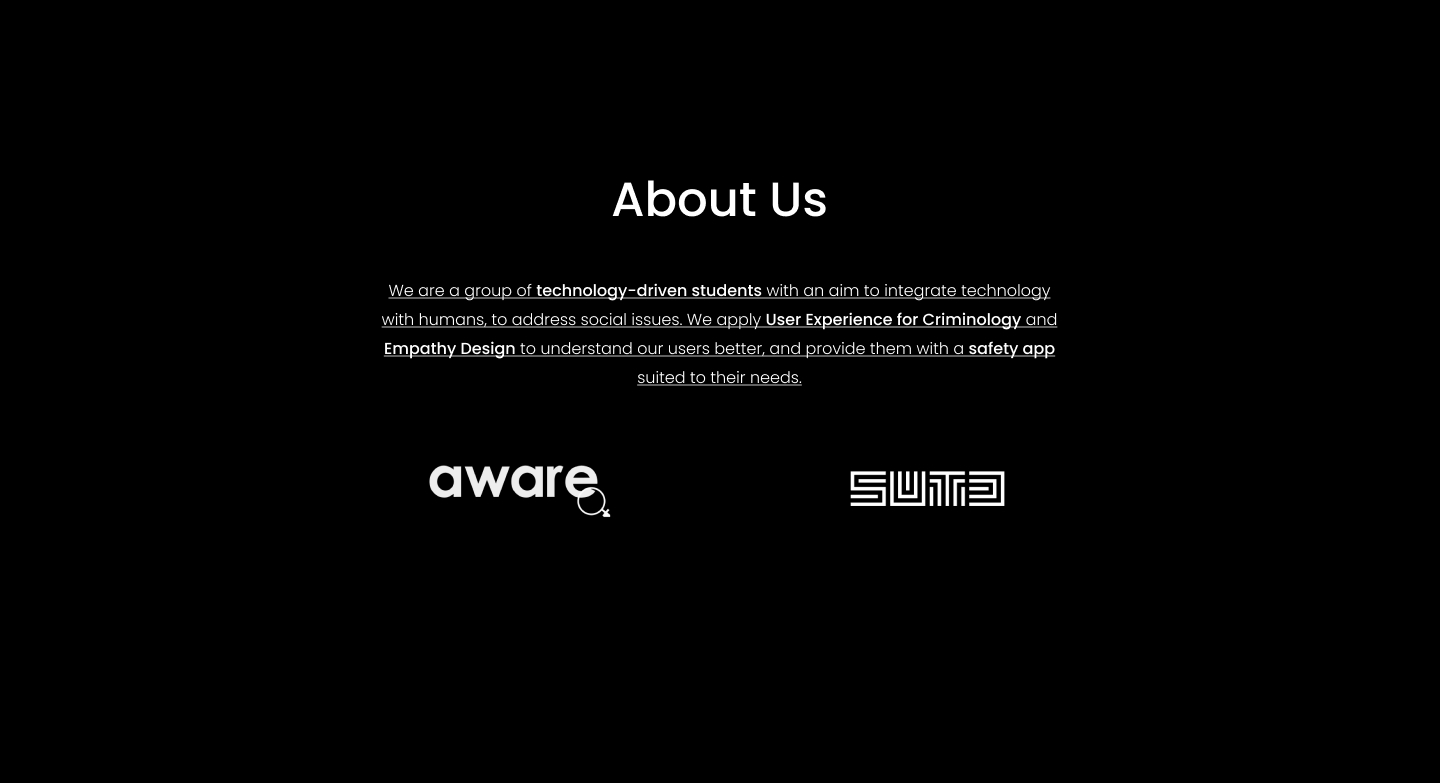 About Us
We are a group of technology-driven students with an aim to integrate technology
with humans, to address social issues. We apply User Experience for Criminology and
Empathy Design to understand our users better, and provide them with a safety app
suited to their needs.
aware
SUTD